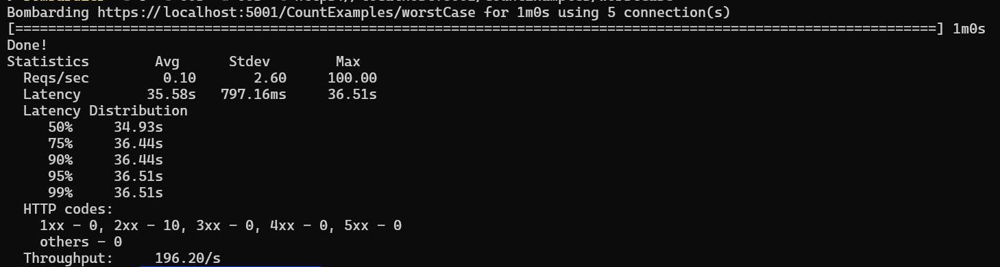 Bombarding https://localhost:5001/CountExamples/worstCase for 1m0s using 5 connection(s)
[================================================================================================================] 1m0s
Done!
Statistics        Avg      Stdev        Max
  Reqs/sec         0.10       2.60     100.00
  Latency        35.58s   797.16ms     36.51s
  Latency Distribution
     50%     34.93s
     75%     36.44s
     90%     36.44s
     95%     36.51s
     99%     36.51s
  HTTP codes:
    1xx - 0, 2xx - 10, 3xx - 0, 4xx - 0, 5xx - 0
    others - 0
  Throughput:     196.20/s